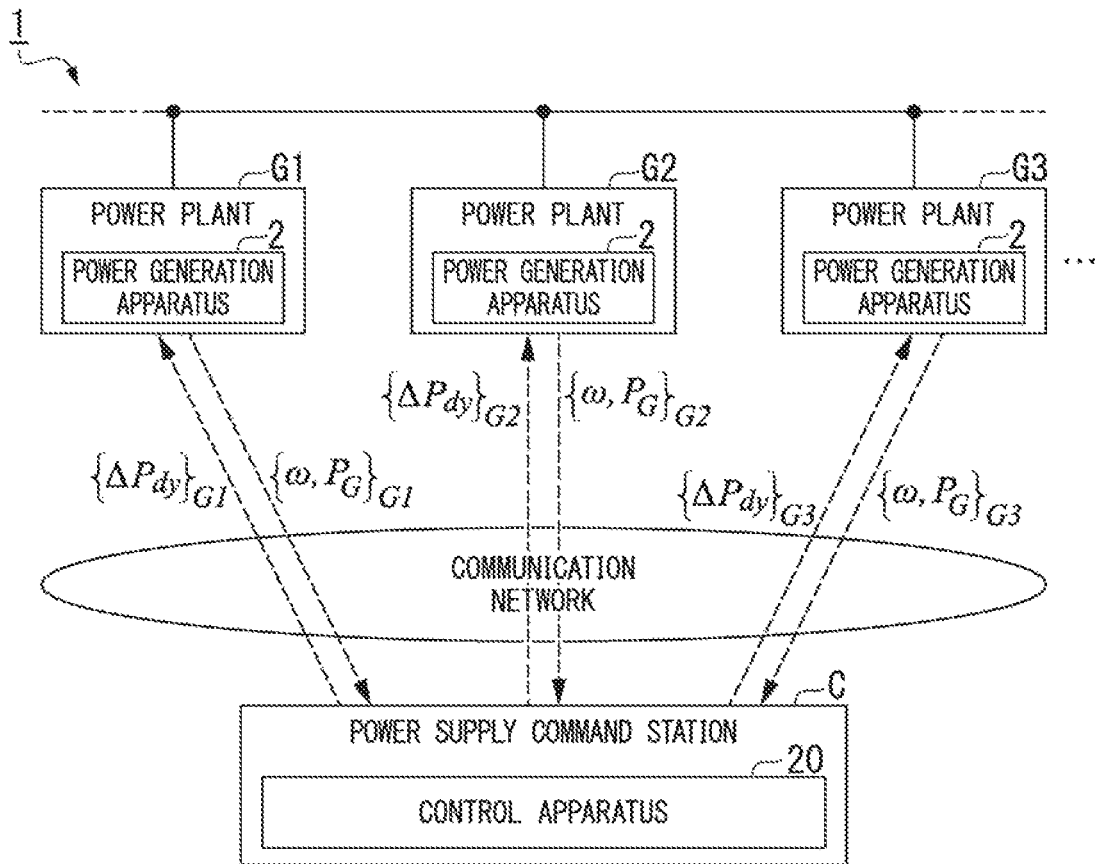 1
G1
G2
G3
POWER PLANT
POWER PLANT
POWER PLANT
2
2
2
POWER GENERATION
APPARATUS
POWER GENERATION
APPARATUS
POWER GENERATION
APPARATUS
...
{ΔPdy}G1
{ω, PG}G1
{ΔPdy}G2
{ω, PG}G2
{ΔPdy}G3
{ω, PG}G3
COMMUNICATION
NETWORK
C
POWER SUPPLY COMMAND STATION
20
CONTROL APPARATUS